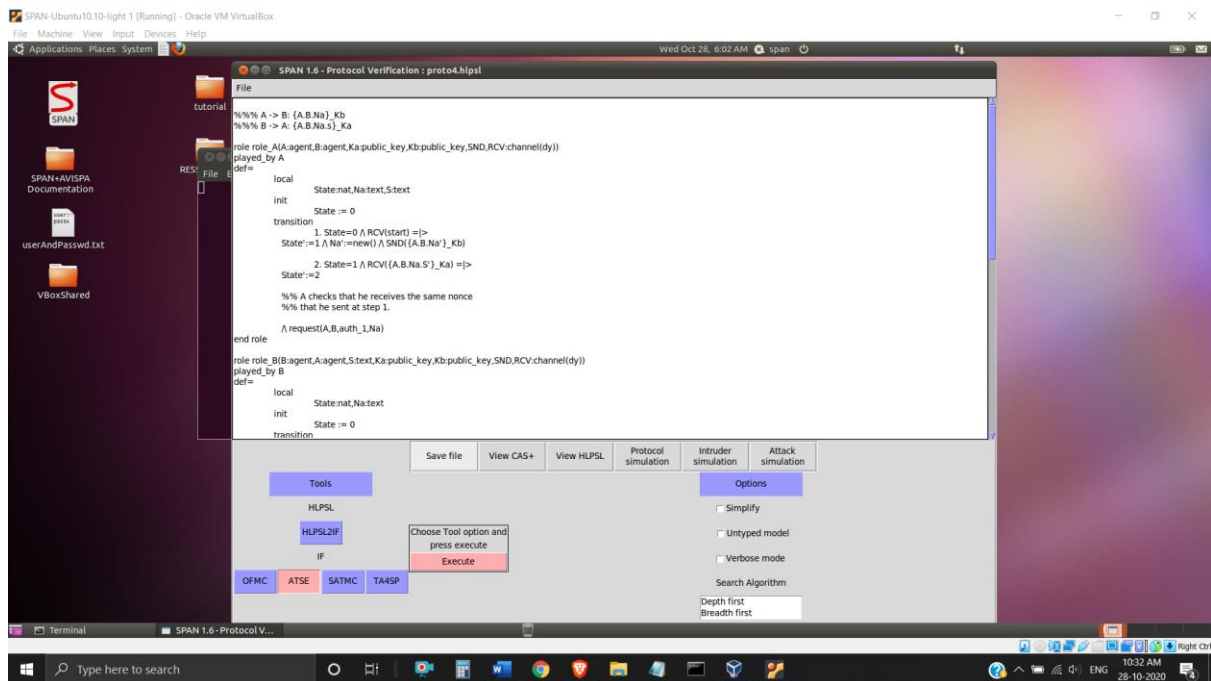 SPAN-Ubuntu10.10-light 1 [Running] - Oracle VM VirtualBox
File Machine View Input Devices Help
Applications Places System
Wed Oct 28, 6:02 AM span
SPAN
tutorial
SPAN+AVISPA
Documentation
RES
File E
userAndPasswd.txt
VBoxShared
SPAN 1.6 - Protocol Verification : proto4.hlpsl
File
%%% A -> B: {A.B.Na}_Kb
%%% B -> A: {A.B.Na.s}_Ka
role role_A(A:agent,B:agent,Ka:public_key,Kb:public_key,SND,RCV:channel(dy))
played_by A
def=
local
State:nat,Na:text,S:text
init
State := 0
transition
1. State=0 /\ RCV(start) =|>
State':=1 /\ Na':=new() /\ SND({A.B.Na'}_Kb)
2. State=1 /\ RCV({A.B.Na.S'}_Ka) =|>
State':=2
%% A checks that he receives the same nonce
%% that he sent at step 1.
/\ request(A,B,auth_1,Na)
end role
role role_B(B:agent,A:agent,S:text,Ka:public_key,Kb:public_key,SND,RCV:channel(dy))
played_by B
def=
local
State:nat,Na:text
init
State := 0
transition
Save file View CAS+ View HLPSL Protocol simulation Intruder simulation Attack simulation
Tools
Options
HLPSL
Simplify
HLPSL2IF
Choose Tool option and
press execute
Untyped model
IF
Execute
Verbose mode
OFMC ATSE SATMC TA4SP
Search Algorithm
Depth first
Breadth first
Terminal
SPAN 1.6 - Protocol V...
Right Ctrl
Type here to search
ENG
10:32 AM
28-10-2020